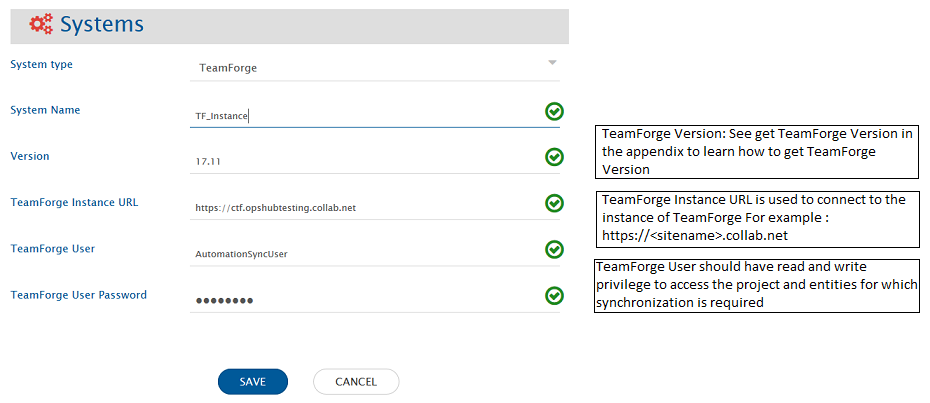 Systems
System type
TeamForge
System Name
TF_Instance
Version
17.11
TeamForge Instance URL
https://ctf.opshubtesting.collab.net
TeamForge User
AutomationSyncUser
TeamForge User Password
●●●●●●●●
SAVE
CANCEL
TeamForge Version: See get TeamForge Version in
the appendix to learn how to get TeamForge
Version
TeamForge Instance URL is used to connect to the
instance of TeamForge For example :
https://<sitename>.collab.net
TeamForge User should have read and write
privilege to access the project and entities for which
synchronization is required